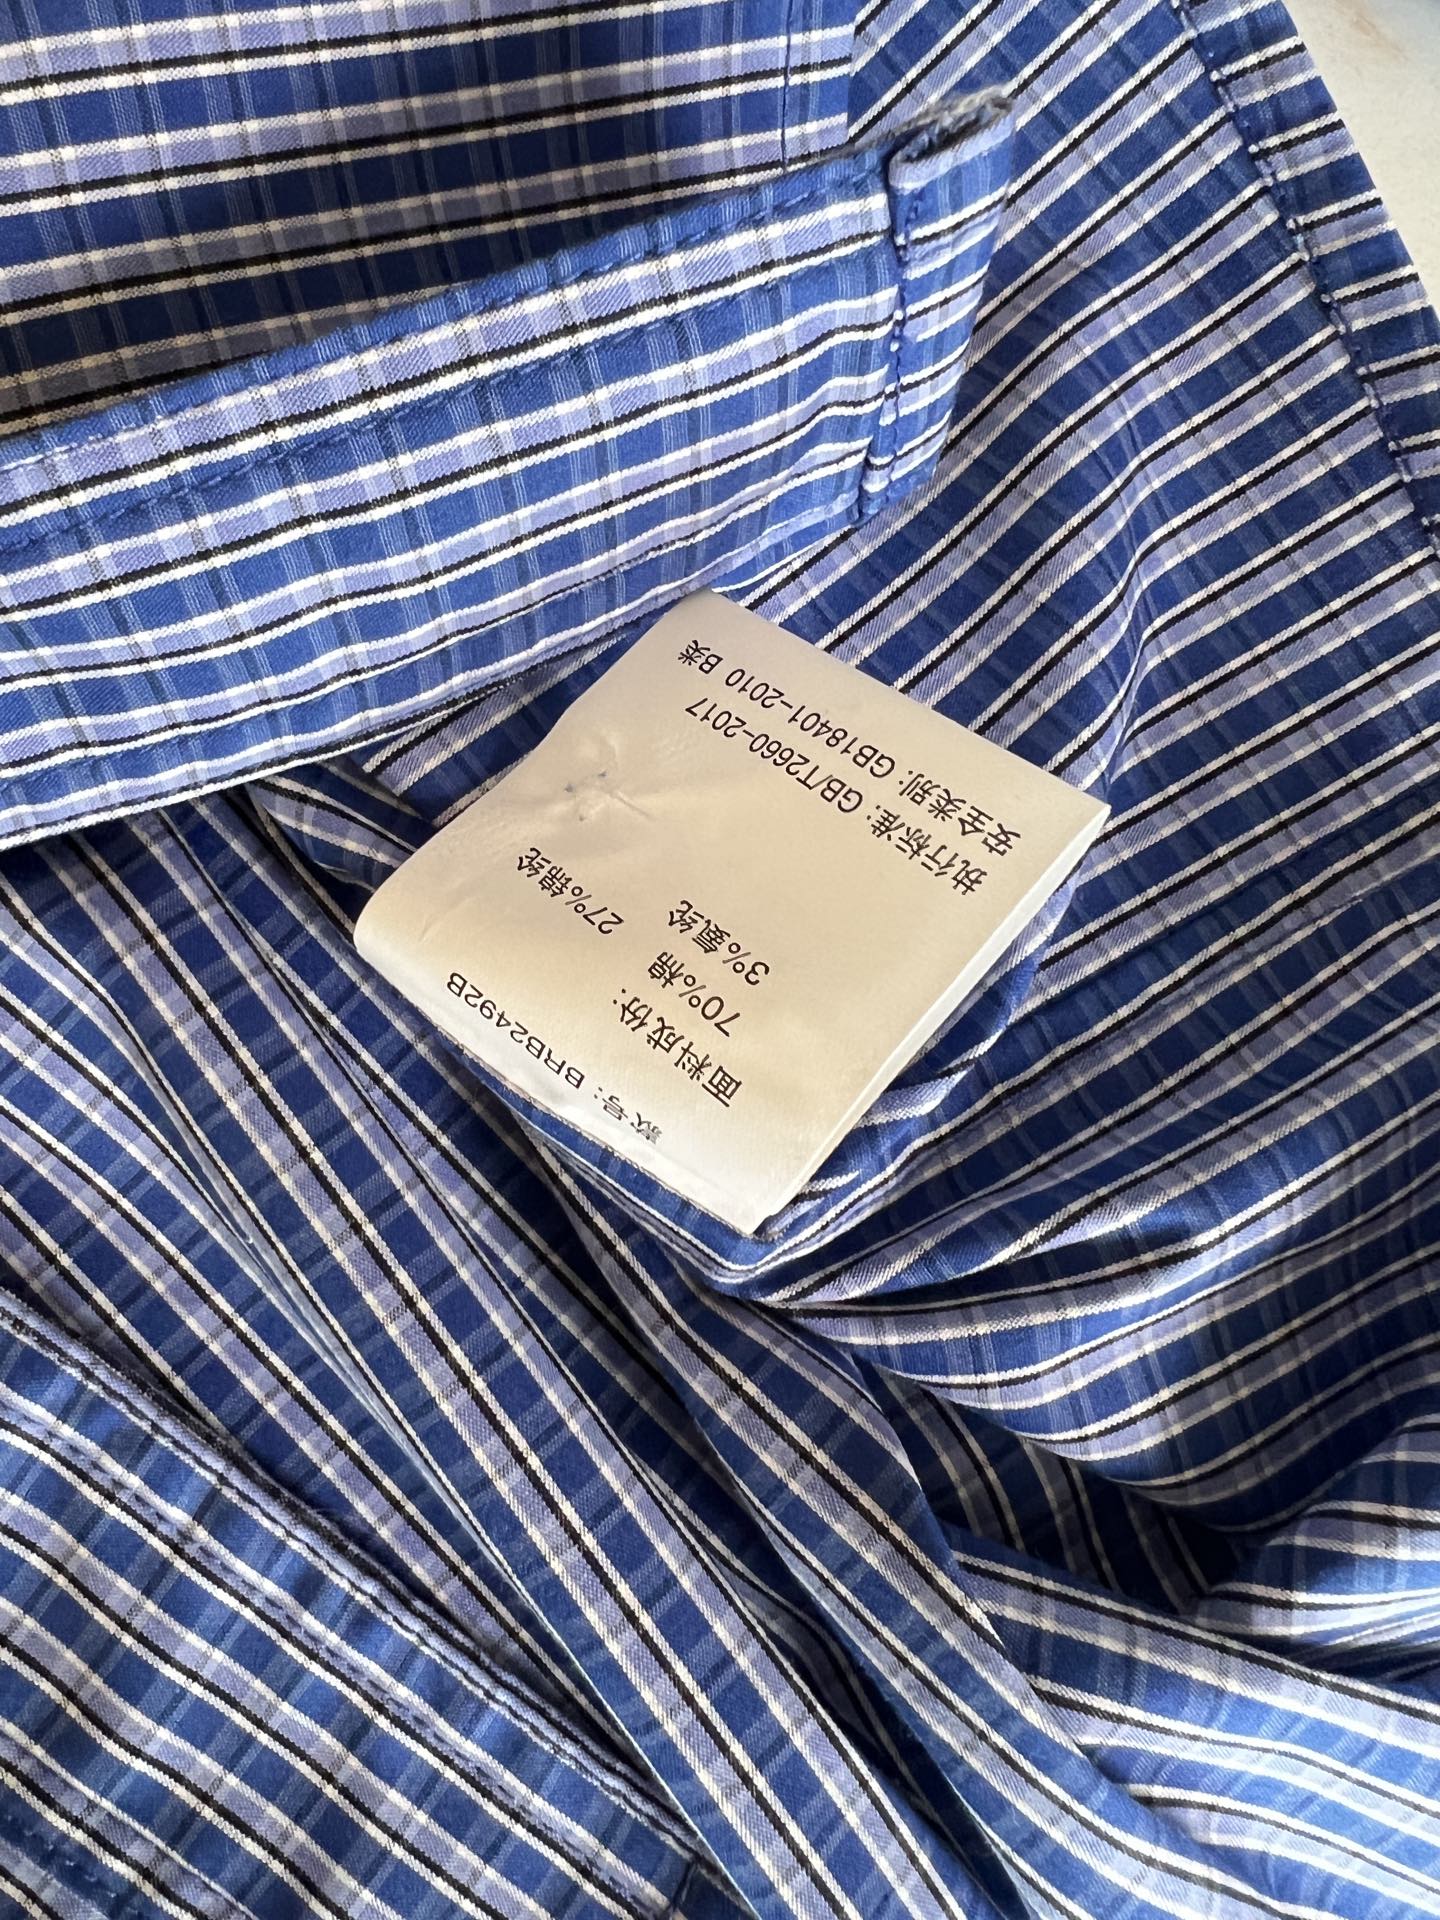 款号: BRB2492B
面料成份:
70%棉 27%锦纶
3%氨纶
执行标准: GB/T2660-2017
安全类别: GB18401-2010 B类